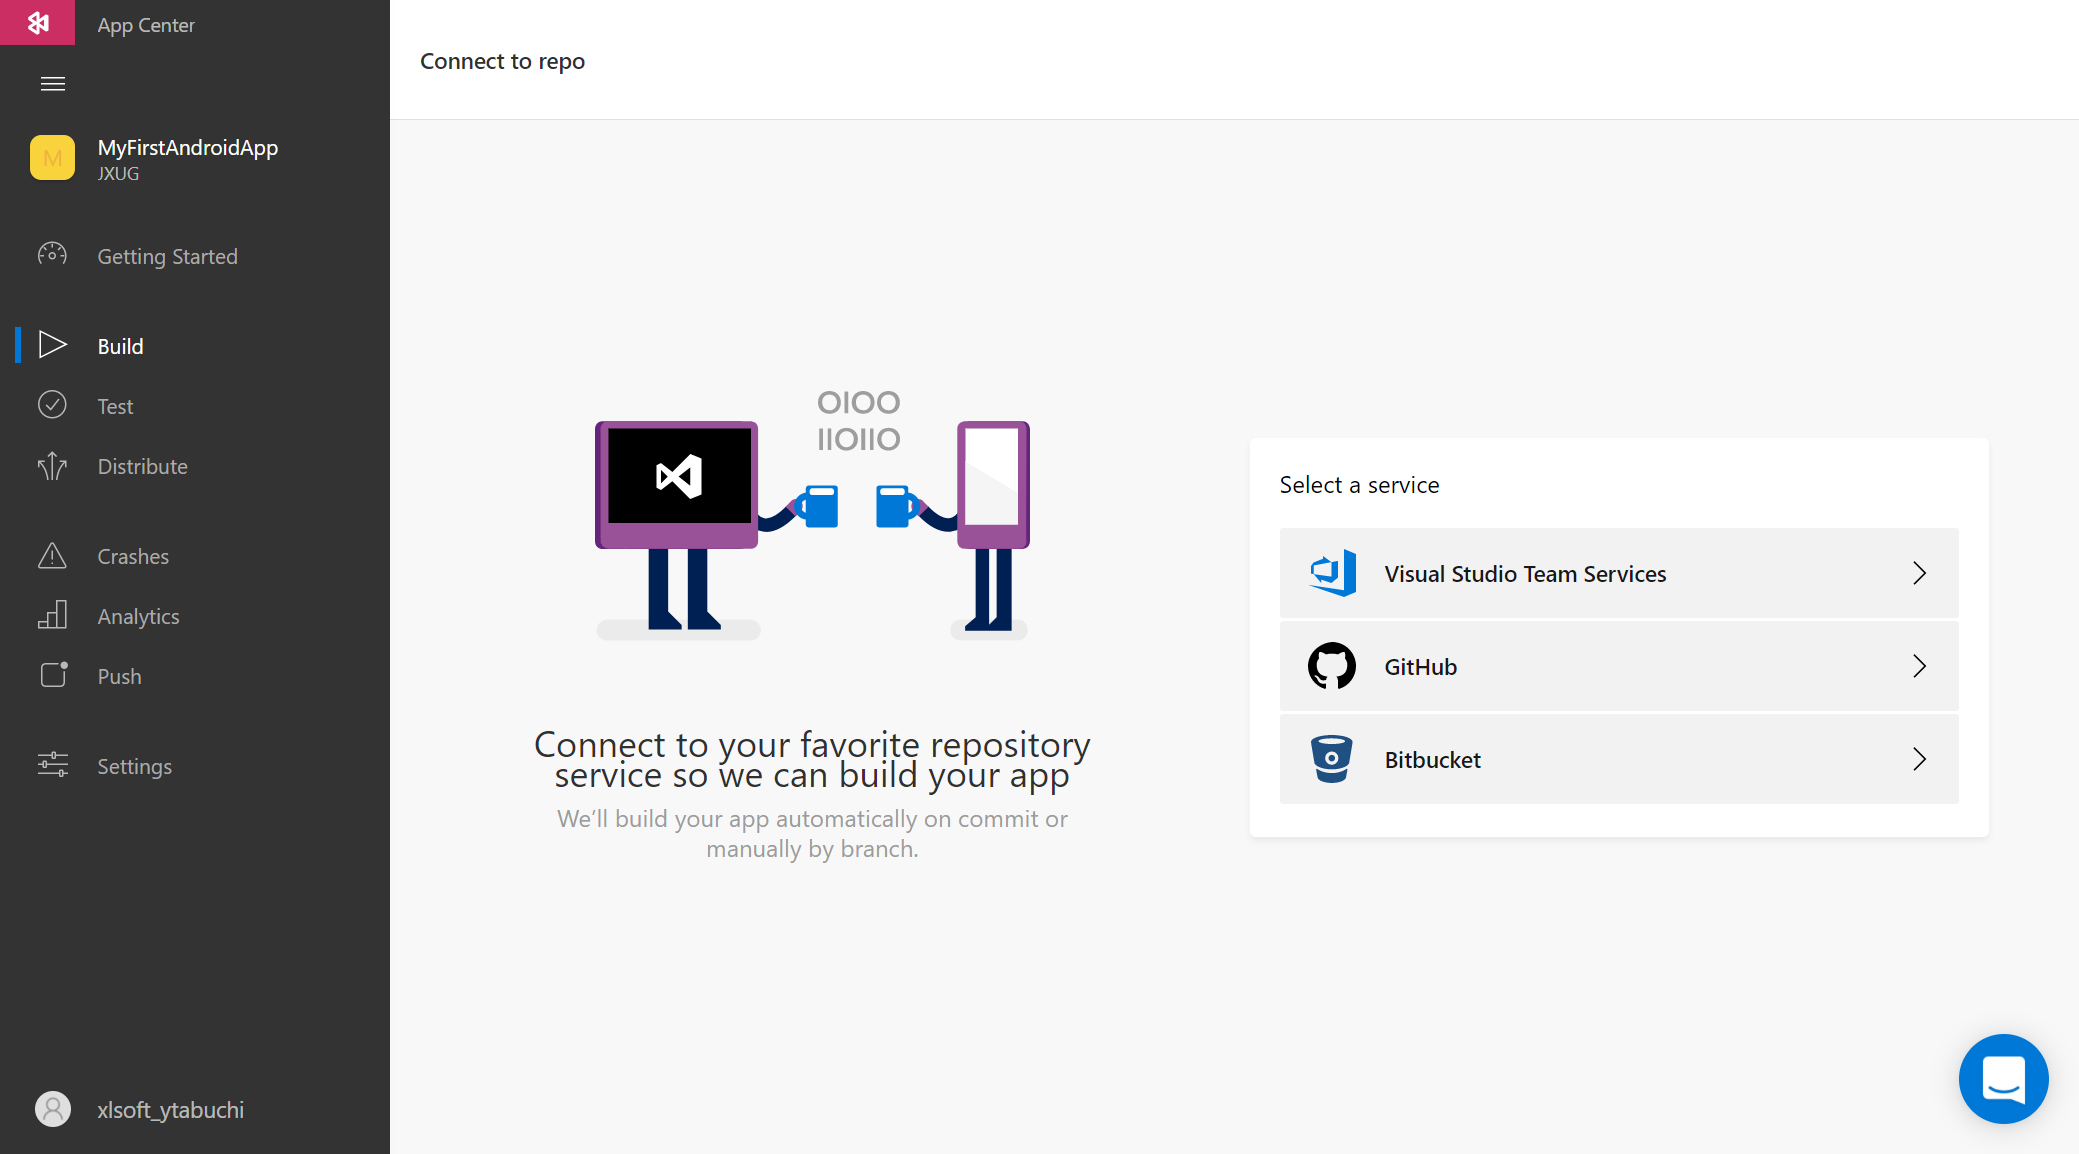 App Center
M
MyFirstAndroidApp
JXUG
Getting Started
Build
Test
Distribute
Crashes
Analytics
Push
Settings
xlsoft_ytabuchi
Connect to repo
OIOO
IIOIIO
Connect to your favorite repository
service so we can build your app
We’ll build your app automatically on commit or
manually by branch.
Select a service
Visual Studio Team Services
GitHub
Bitbucket